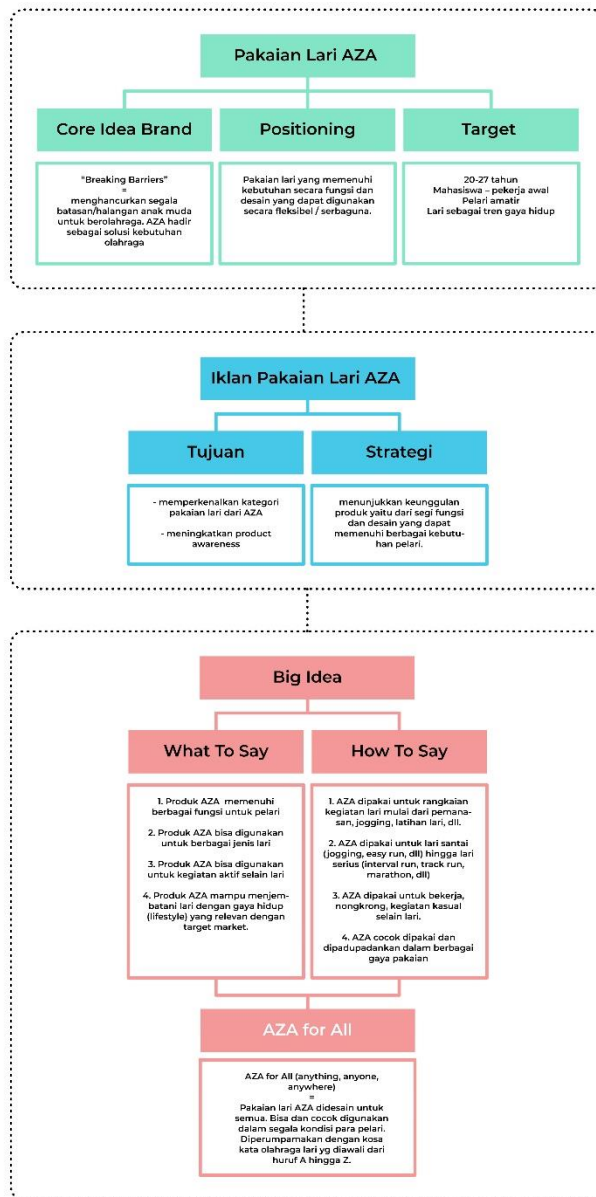 Pakaian Lari AZA
Core Idea Brand
Positioning
Target
"Breaking Barriers"
=
menghancurkan segala
batasan/halangan anak muda
untuk berolahraga. AZA hadir
sebagai solusi kebutuhan
olahraga
Pakaian lari yang memenuhi
kebutuhan secara fungsi dan
desain yang dapat digunakan
secara fleksibel / serbaguna.
20-27 tahun
Mahasiswa – pekerja awal
Pelari amatir
Lari sebagai tren gaya hidup
Iklan Pakaian Lari AZA
Tujuan
Strategi
- memperkenalkan kategori
pakaian lari dari AZA
- meningkatkan product
awareness
menunjukkan keunggulan
produk yaitu dari segi fungsi
dan desain yang dapat
memenuhi berbagai kebutu-
han pelari.
Big Idea
What To Say
How To Say
1. Produk AZA memenuhi
berbagai fungsi untuk pelari
2. Produk AZA bisa digunakan
untuk berbagai jenis lari
3. Produk AZA bisa digunakan
untuk kegiatan aktif selain lari
4. Produk AZA mampu menjem-
batani lari dengan gaya hidup
(lifestyle) yang relevan dengan
target market.
1. AZA dipakai untuk rangkaian
kegiatan lari mulai dari pemana-
san, jogging, latihan lari, dll.
2. AZA dipakai untuk lari santai
(jogging, easy run, dll) hingga lari
serius (interval run, track run,
marathon, dll)
3. AZA dipakai untuk bekerja,
nongkrong, kegiatan kasual
selain lari.
4. AZA cocok dipakai dan
dipadupadankan dalam berbagai
gaya pakaian
AZA for All
AZA for All (anything, anyone,
anywhere)
=
Pakaian lari AZA didesain untuk
semua. Bisa dan cocok digunakan
dalam segala kondisi para pelari.
Diperumpamakan dengan kosa
kata olahraga lari yg diawali dari
huruf A hingga Z.